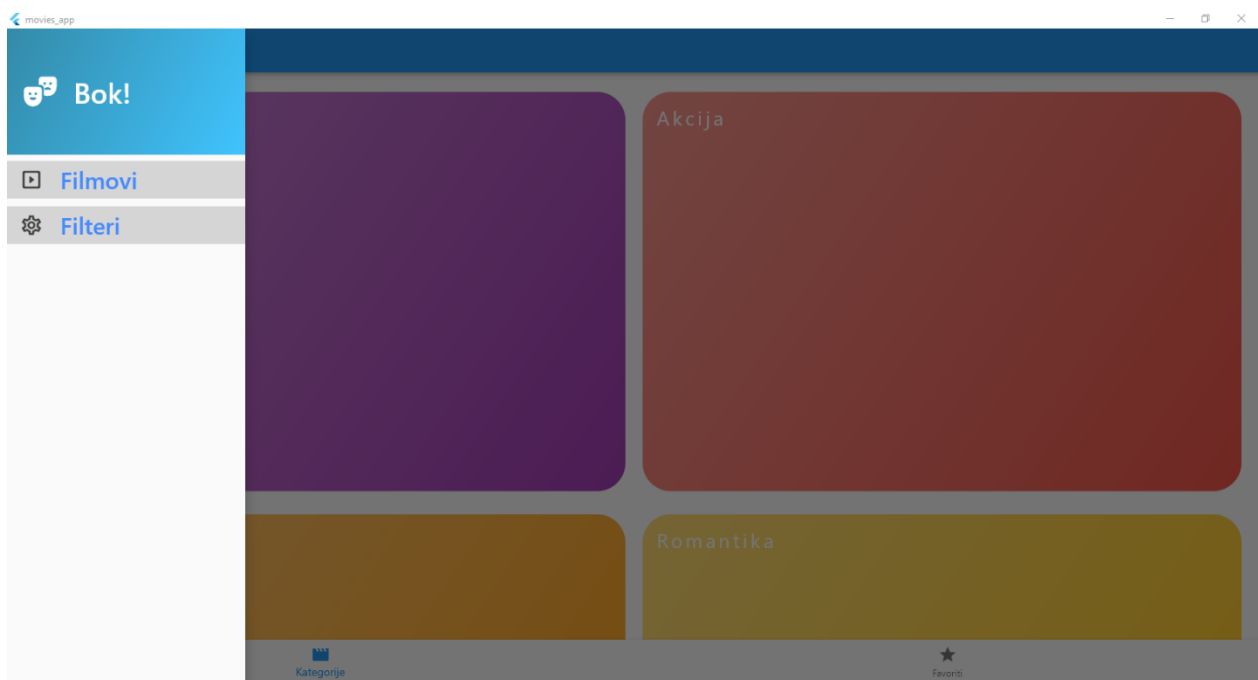 movies_app
Bok!
Filmovi
Filteri
Akcija
Romantika
Kategorije
Favoriti